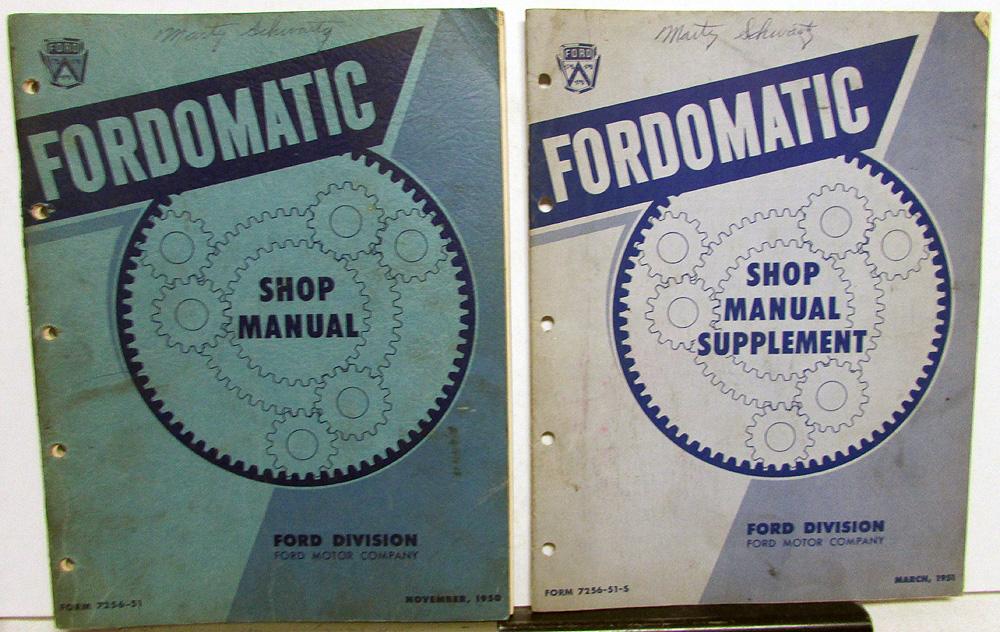 Marty Schwartz
FORD
FORDOMATIC
SHOP
MANUAL
FORD DIVISION
FORD MOTOR COMPANY
FORM 7256-51
NOVEMBER, 1950
Marty Schwartz
FORD
FORDOMATIC
SHOP
MANUAL
SUPPLEMENT
FORD DIVISION
FORD MOTOR COMPANY
FORM 7256-51-S
MARCH, 1951